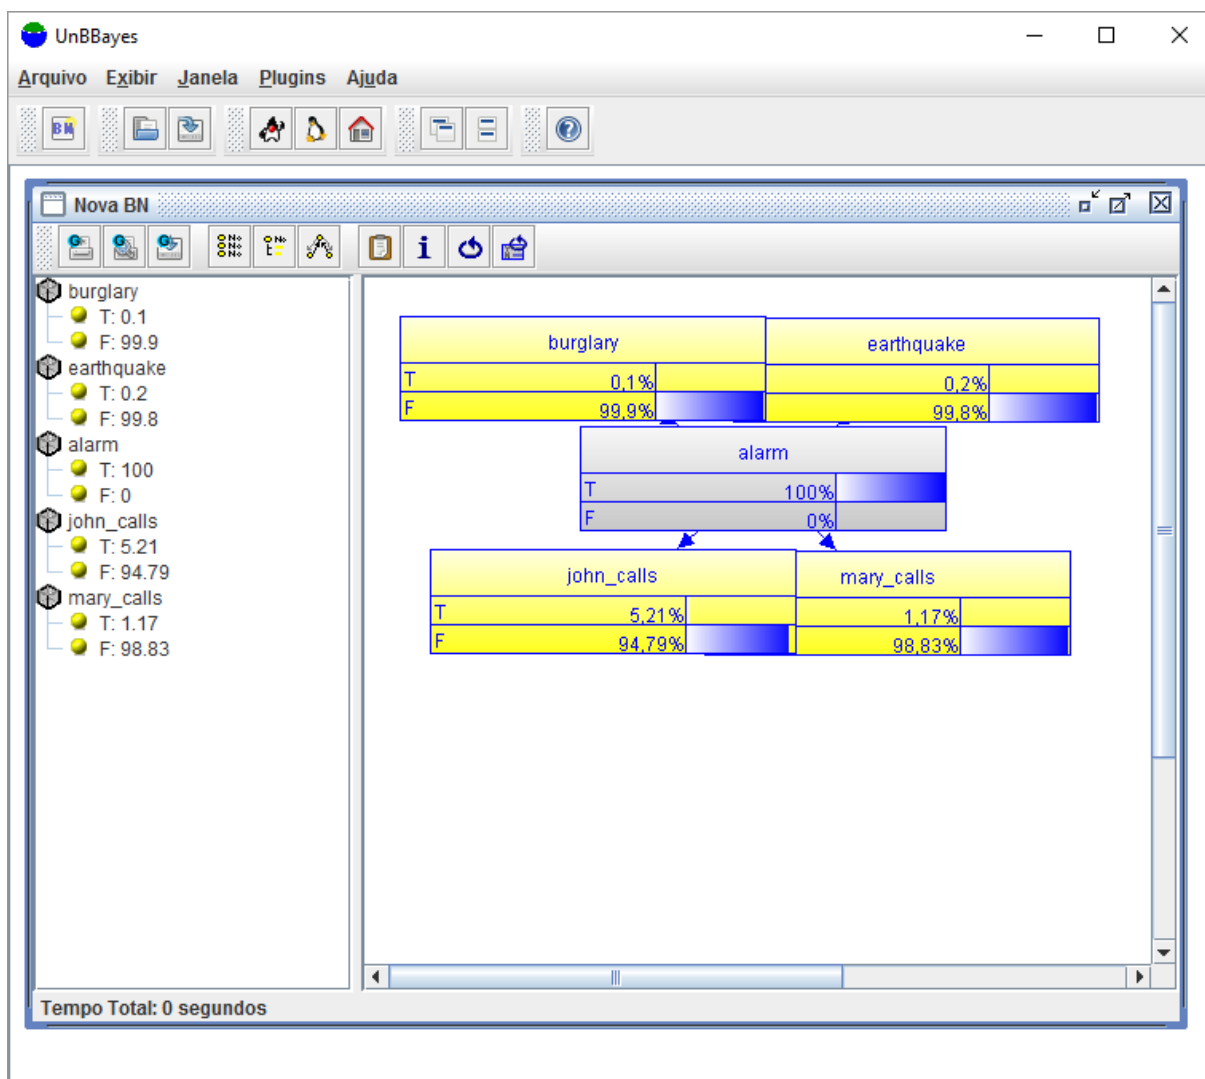 UnBBayes
Arquivo Exibir Janela Plugins Ajuda
BN
Nova BN
burglary
T: 0.1
F: 99.9
earthquake
T: 0.2
F: 99.8
alarm
T: 100
F: 0
john_calls
T: 5.21
F: 94.79
mary_calls
T: 1.17
F: 98.83
burglary
T 0,1%
F 99,9%
earthquake
0,2%
99,8%
alarm
T 100%
F 0%
john_calls
T 5,21%
F 94,79%
mary_calls
1,17%
98,83%
Tempo Total: 0 segundos